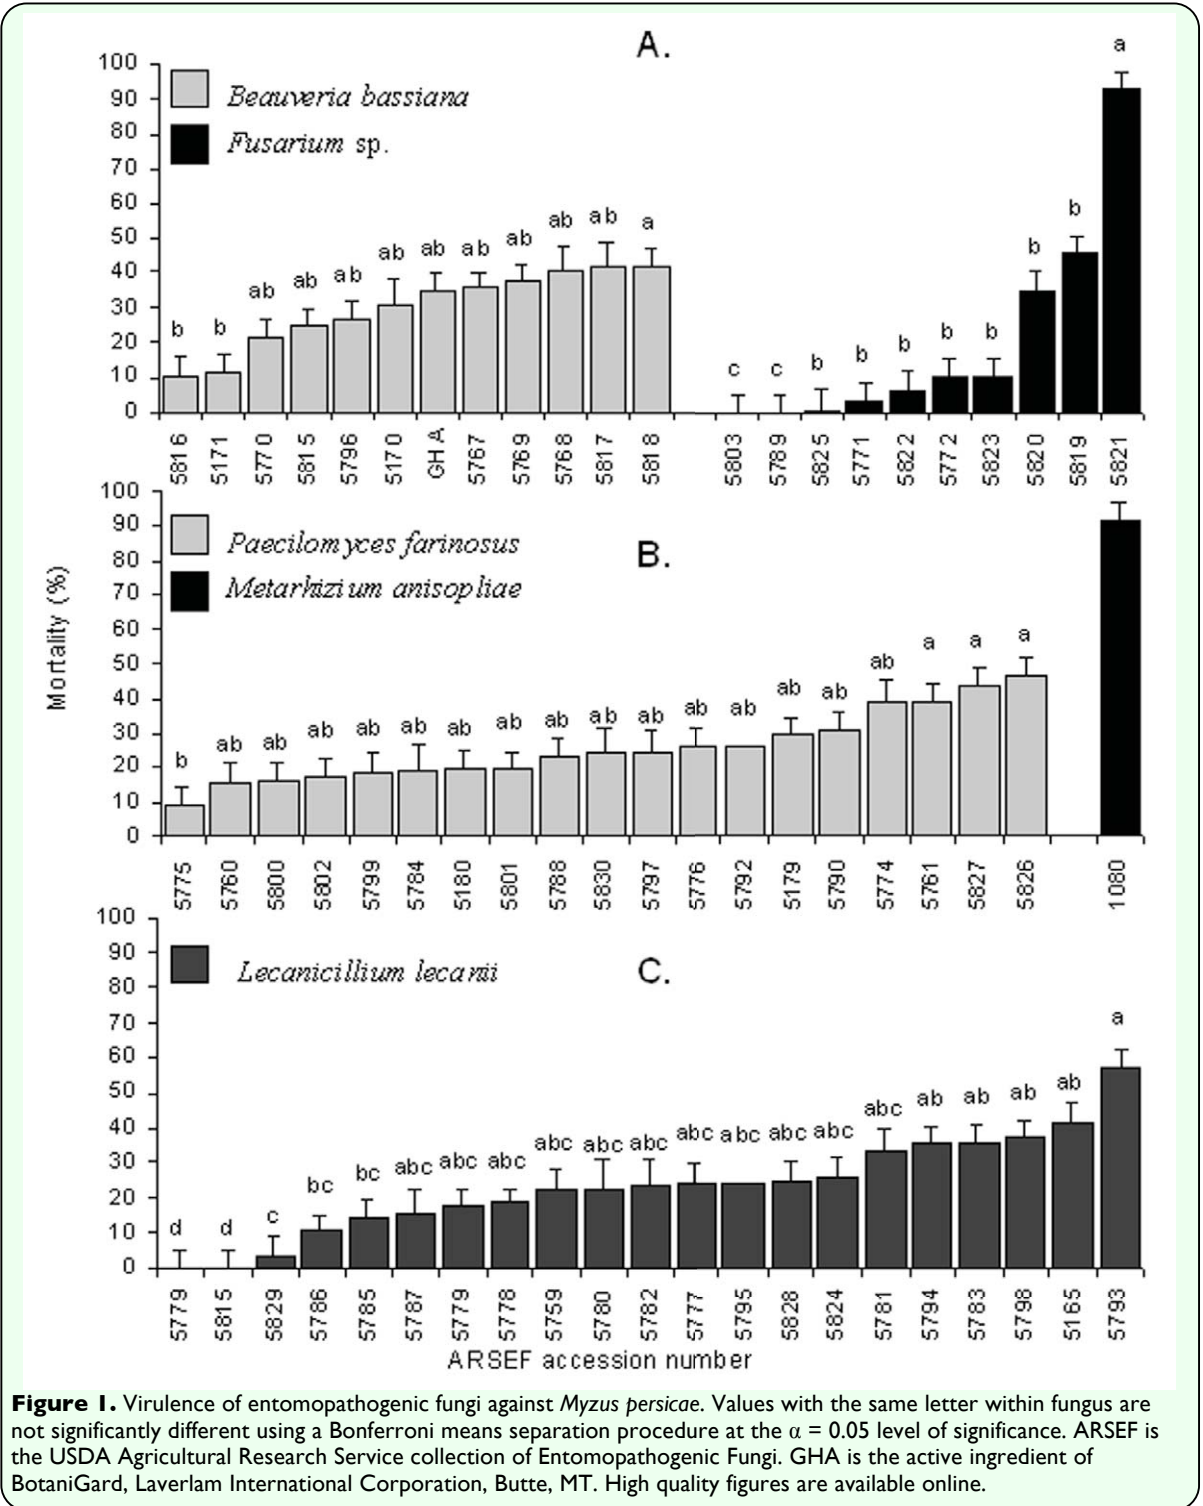 A.
a
100
90
80
70
60
50
40
30
20
10
0
Beauveria bassiana
Fusarium sp.
b b ab ab ab ab ab ab ab ab ab a
c c b b b b b b b a
5816 5171 5770 5815 5796 5170 GHA 5767 5769 5768 5817 5818 5803 5789 5825 5771 5822 5772 5823 5820 5819 5821
Mortality (%)
B.
100
90
80
70
60
50
40
30
20
10
0
Paecilomyces farinosus
Metarhizium anisopliae
b ab ab ab ab ab ab ab ab ab ab ab ab ab ab ab a a a
5775 5760 5800 5802 5799 5784 5180 5801 5788 5830 5797 5776 5792 5179 5790 5774 5761 5827 5826 1080
C.
100
90
80
70
60
50
40
30
20
10
0
Lecanicillium lecanii
d d c bc bc abc abc abc abc abc abc abc abc abc abc abc ab ab ab ab a
5779 5815 5829 5786 5785 5787 5779 5778 5759 5780 5782 5777 5795 5828 5824 5781 5794 5783 5798 5165 5793
ARSEF accession number
Figure 1. Virulence of entomopathogenic fungi against Myzus persicae. Values with the same letter within fungus are
not significantly different using a Bonferroni means separation procedure at the α = 0.05 level of significance. ARSEF is
the USDA Agricultural Research Service collection of Entomopathogenic Fungi. GHA is the active ingredient of
BotaniGard, Laverlam International Corporation, Butte, MT. High quality figures are available online.